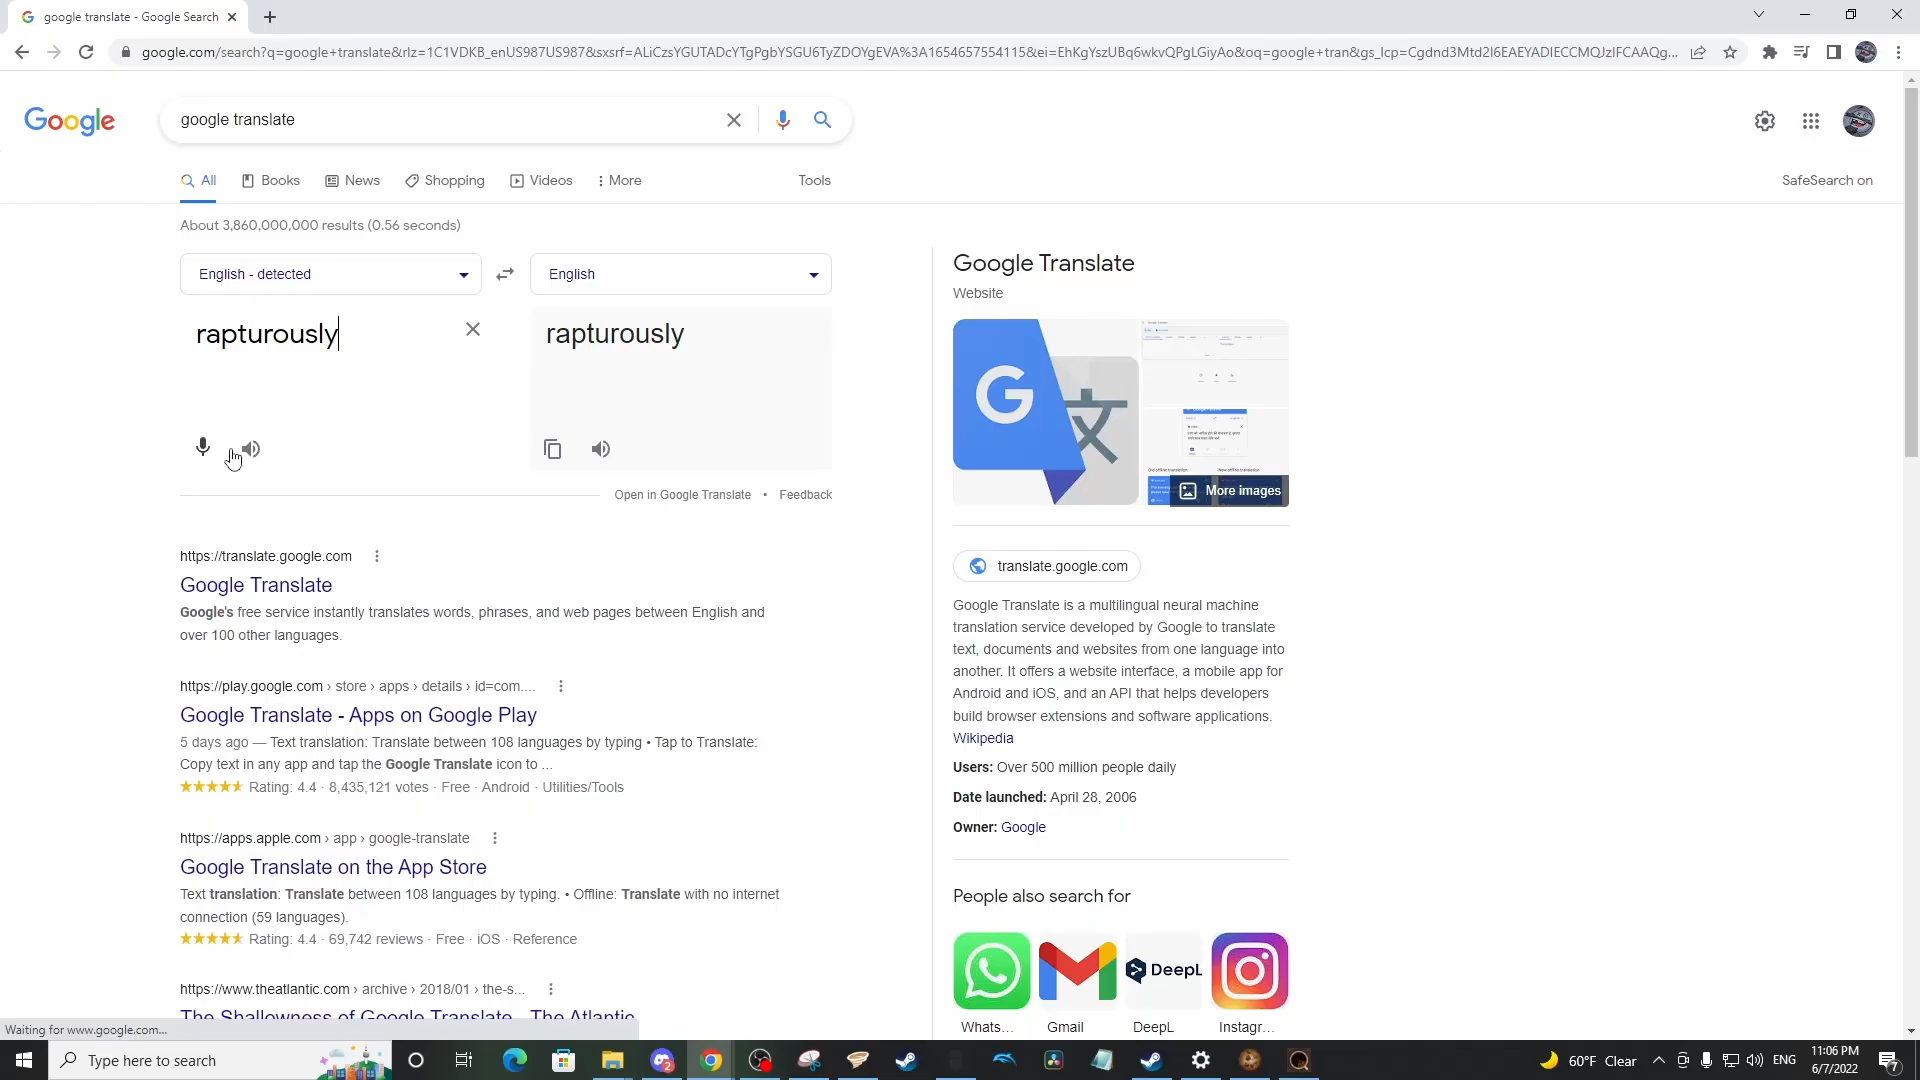 google translate - Google Search
google.com/search?q=google+translate&rlz=1C1VDKB_enUS987US987&sxsrf=ALiCzsYGUTADcYTgPgbYSGU6TyZDOYgEVA%3A1654657554115&ei=EhKgYszUBq6wkvQPgLGiyAo&oq=google+tran&gs_lcp=Cgdnd3Mtd2l6EAEYADIECCMQJzIFCAAQg...
Google
google translate
All Books News Shopping Videos More Tools SafeSearch on
About 3,860,000,000 results (0.56 seconds)
English - detected
English
rapturously
rapturously
Open in Google Translate • Feedback
https://translate.google.com
Google Translate
Google's free service instantly translates words, phrases, and web pages between English and
over 100 other languages.
https://play.google.com › store › apps › details › id=com....
Google Translate - Apps on Google Play
5 days ago — Text translation: Translate between 108 languages by typing • Tap to Translate:
Copy text in any app and tap the Google Translate icon to ...
Rating: 4.4 · 8,435,121 votes · Free · Android · Utilities/Tools
https://apps.apple.com › app › google-translate
Google Translate on the App Store
Text translation: Translate between 108 languages by typing. • Offline: Translate with no internet
connection (59 languages).
Rating: 4.4 · 69,742 reviews · Free · iOS · Reference
https://www.theatlantic.com › archive › 2018/01 › the-s...
The Shallowness of Google Translate - The Atlantic
Google Translate
Website
G
文
More images
translate.google.com
Google Translate is a multilingual neural machine
translation service developed by Google to translate
text, documents and websites from one language into
another. It offers a website interface, a mobile app for
Android and iOS, and an API that helps developers
build browser extensions and software applications.
Wikipedia
Users: Over 500 million people daily
Date launched: April 28, 2006
Owner: Google
People also search for
DeepL
Whats... Gmail DeepL Instagr...
Waiting for www.google.com...
Type here to search
2
60°F Clear
ENG
11:06 PM
6/7/2022
7